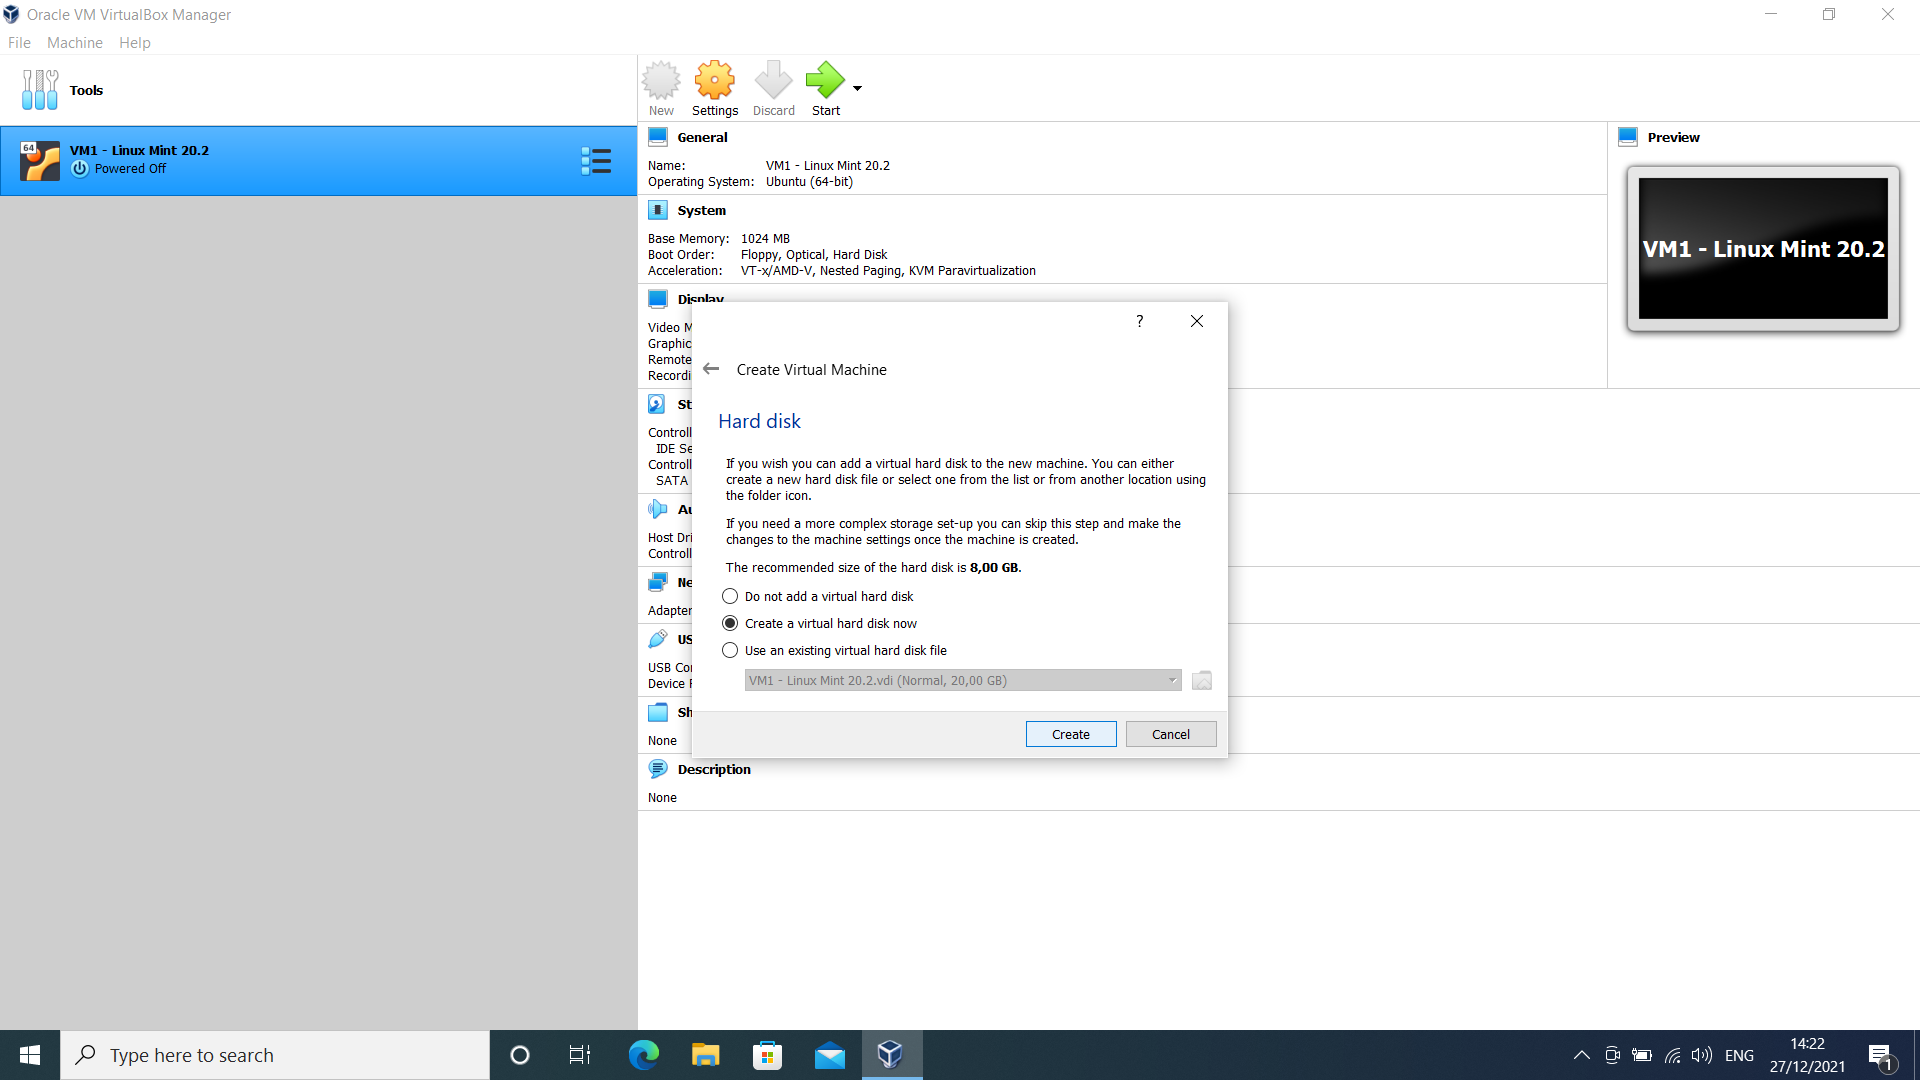 Oracle VM VirtualBox Manager
File Machine Help
Tools
New Settings Discard Start
64
VM1 - Linux Mint 20.2
Powered Off
General
Name: VM1 - Linux Mint 20.2
Operating System: Ubuntu (64-bit)
Preview
VM1 - Linux Mint 20.2
System
Base Memory: 1024 MB
Boot Order: Floppy, Optical, Hard Disk
Acceleration: VT-x/AMD-V, Nested Paging, KVM Paravirtualization
Display
Video M
Graphic
Remote
Recordi
St
Controll
IDE Se
Controll
SATA
Au
Host Dri
Controll
Ne
Adapter
US
USB Co
Device F
Sh
None
Description
None
?
Create Virtual Machine
Hard disk
If you wish you can add a virtual hard disk to the new machine. You can either
create a new hard disk file or select one from the list or from another location using
the folder icon.
If you need a more complex storage set-up you can skip this step and make the
changes to the machine settings once the machine is created.
The recommended size of the hard disk is 8,00 GB.
Do not add a virtual hard disk
Create a virtual hard disk now
Use an existing virtual hard disk file
VM1 - Linux Mint 20.2.vdi (Normal, 20,00 GB)
Create Cancel
Type here to search
ENG
14:22
27/12/2021
1